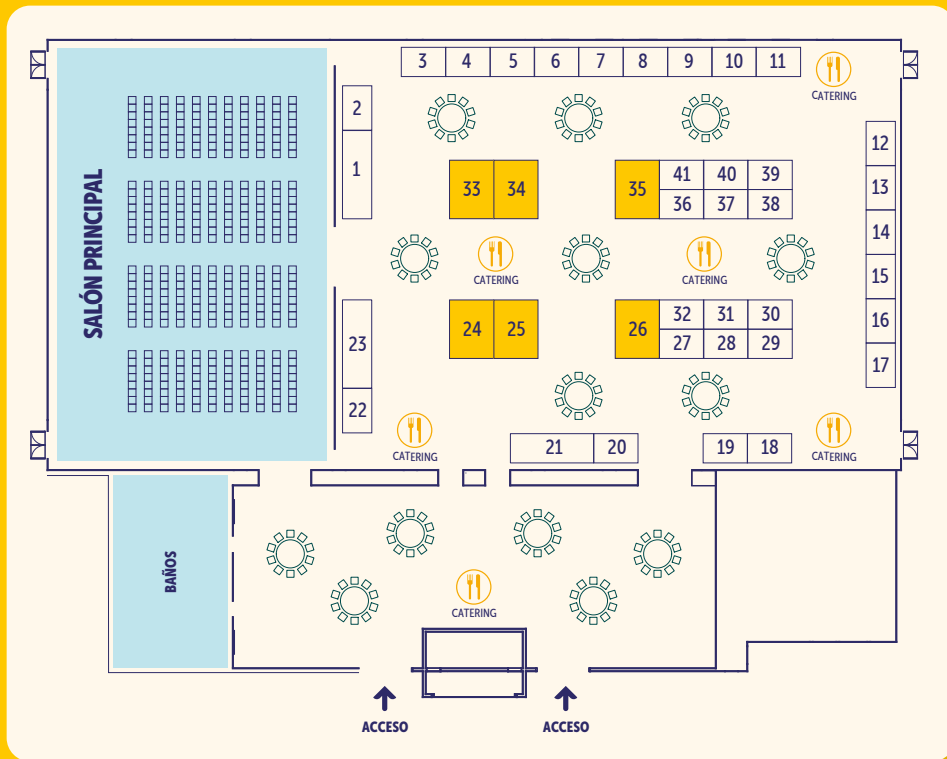 3 4 5 6 7 8 9 10 11
CATERING
2
1
12
13
14
15
16
17
SALÓN PRINCIPAL
33 34
35 41 40 39
36 37 38
CATERING
CATERING
24 25
26 32 31 30
27 28 29
23
22
CATERING
21 20
19 18
CATERING
BAÑOS
CATERING
ACCESO
ACCESO